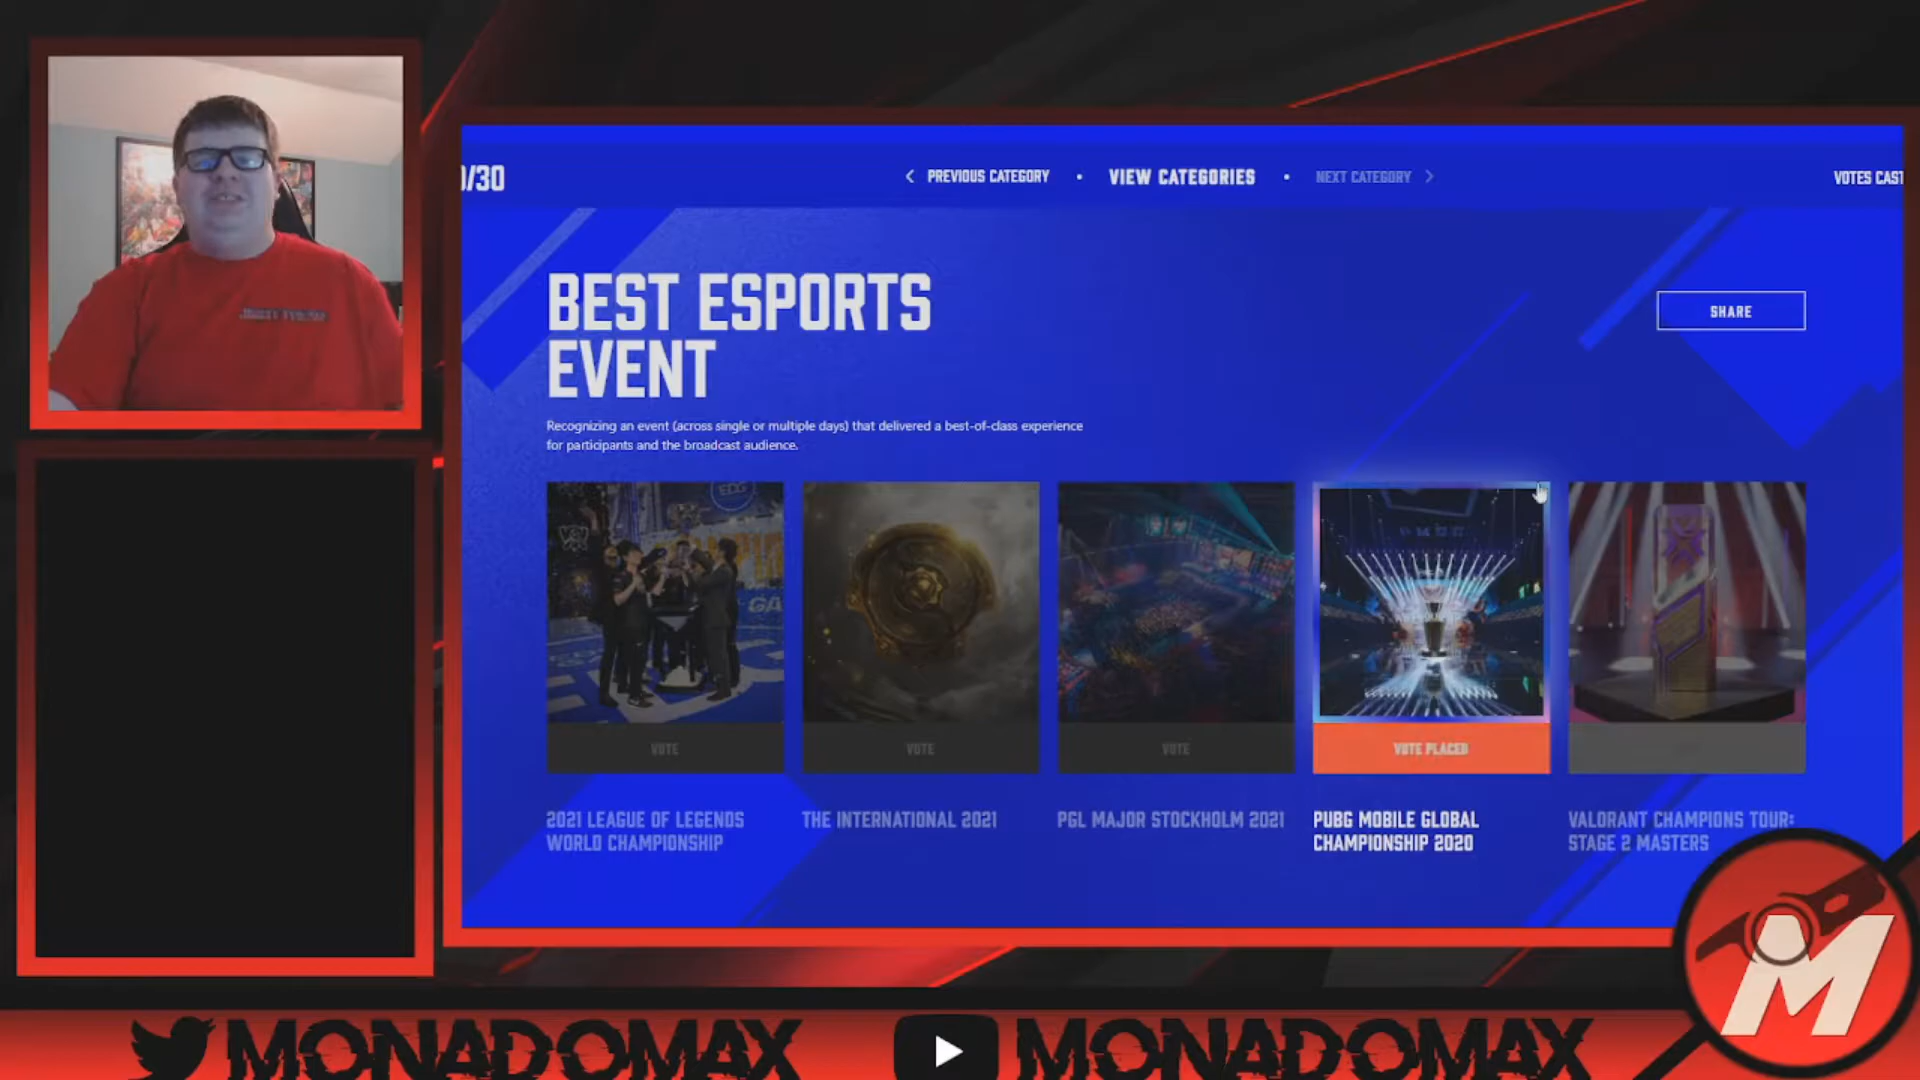 /30
PREVIOUS CATEGORY
VIEW CATEGORIES
NEXT CATEGORY
VOTES CAST
BEST ESPORTS
EVENT
SHARE
Recognizing an event (across single or multiple days) that delivered a best-of-class experience
for participants and the broadcast audience.
VOTE
VOTE
VOTE
VOTE PLACED
2021 LEAGUE OF LEGENDS
WORLD CHAMPIONSHIP
THE INTERNATIONAL 2021
PGL MAJOR STOCKHOLM 2021
PUBG MOBILE GLOBAL
CHAMPIONSHIP 2020
VALORANT CHAMPIONS TOUR:
STAGE 2 MASTERS
M
MONADOMAX
MONADOMAX